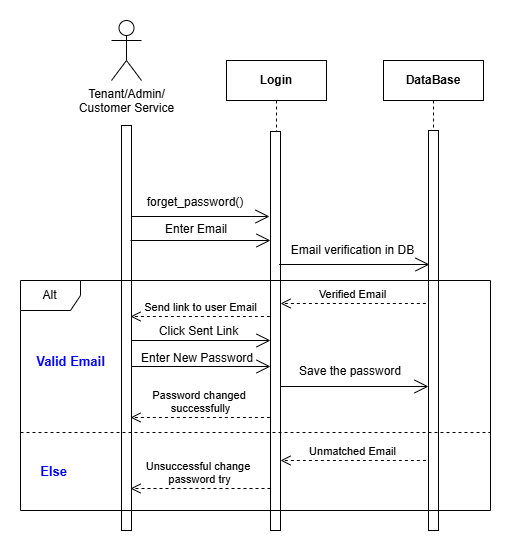 Tenant/Admin/
Customer Service
Login
DataBase
forget_password()
Enter Email
Email verification in DB
Alt
Verified Email
Send link to user Email
Click Sent Link
Valid Email
Enter New Password
Save the password
Password changed
successfully
Unmatched Email
Else
Unsuccessful change
password try